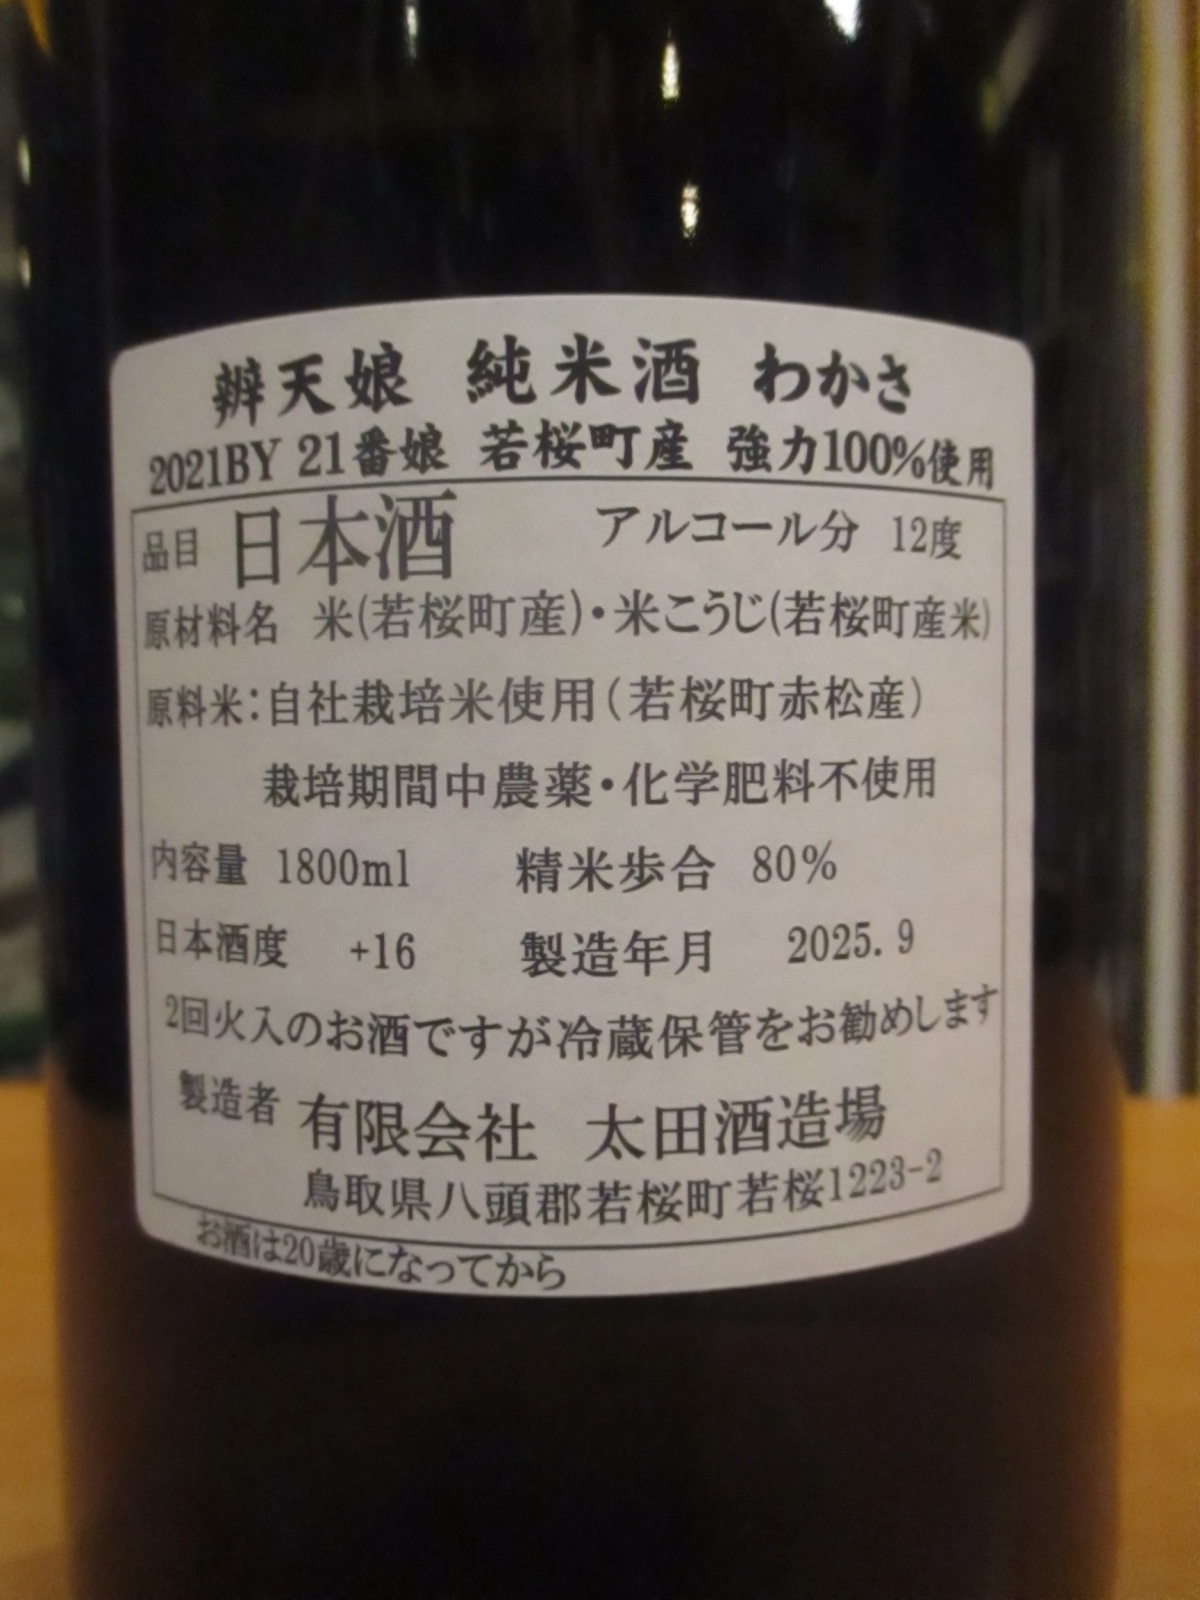 辨天娘 純米酒 わかさ
2021BY 21番娘 若桜町産 強力100%使用
品目 日本酒 アルコール分 12度
原材料名 米(若桜町産)・米こうじ(若桜町産米)
原料米:自社栽培米使用(若桜町赤松産)
栽培期間中農薬・化学肥料不使用
内容量 1800ml 精米歩合 80%
日本酒度 +16 製造年月 2025.9
2回火入のお酒ですが冷蔵保管をお勧めします
製造者 有限会社 太田酒造場
鳥取県八頭郡若桜町若桜1223-2
お酒は20歳になってから